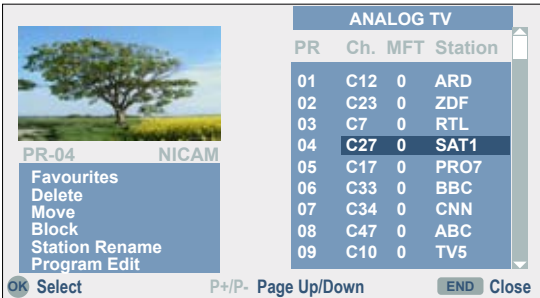 ANALOG TV
PR Ch. MFT Station
01 C12 0 ARD
02 C23 0 ZDF
03 C7 0 RTL
04 C27 0 SAT1
05 C17 0 PRO7
06 C33 0 BBC
07 C34 0 CNN
08 C47 0 ABC
09 C10 0 TV5
PR-04 NICAM
Favourites
Delete
Move
Block
Station Rename
Program Edit
OK Select P+/P- Page Up/Down END Close